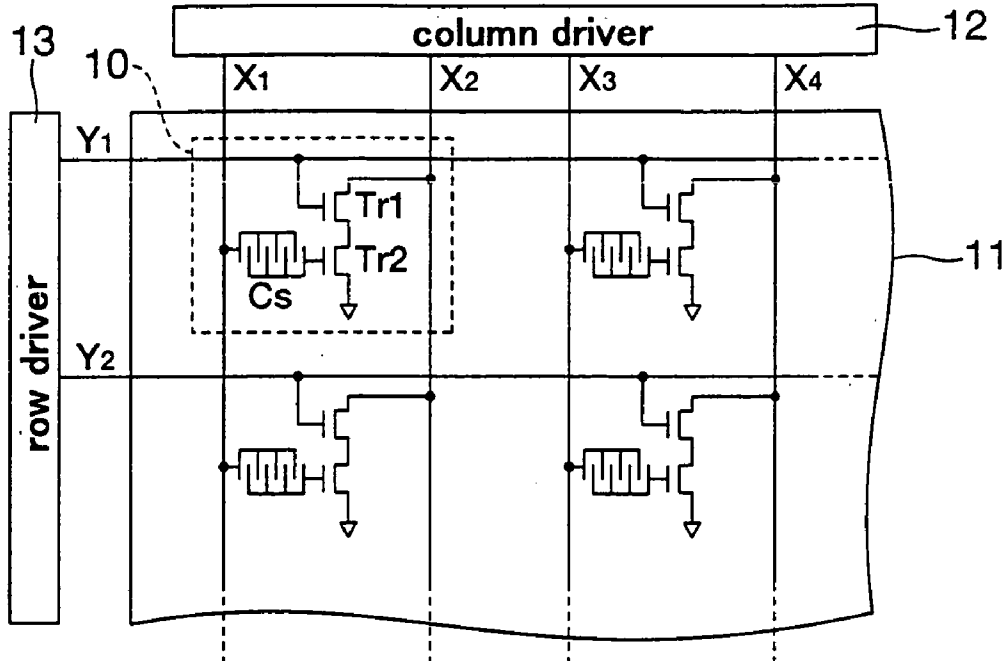 column driver
12
13
10
X1
X2
X3
X4
Y1
Tr1
Tr2
Cs
11
row driver
Y2